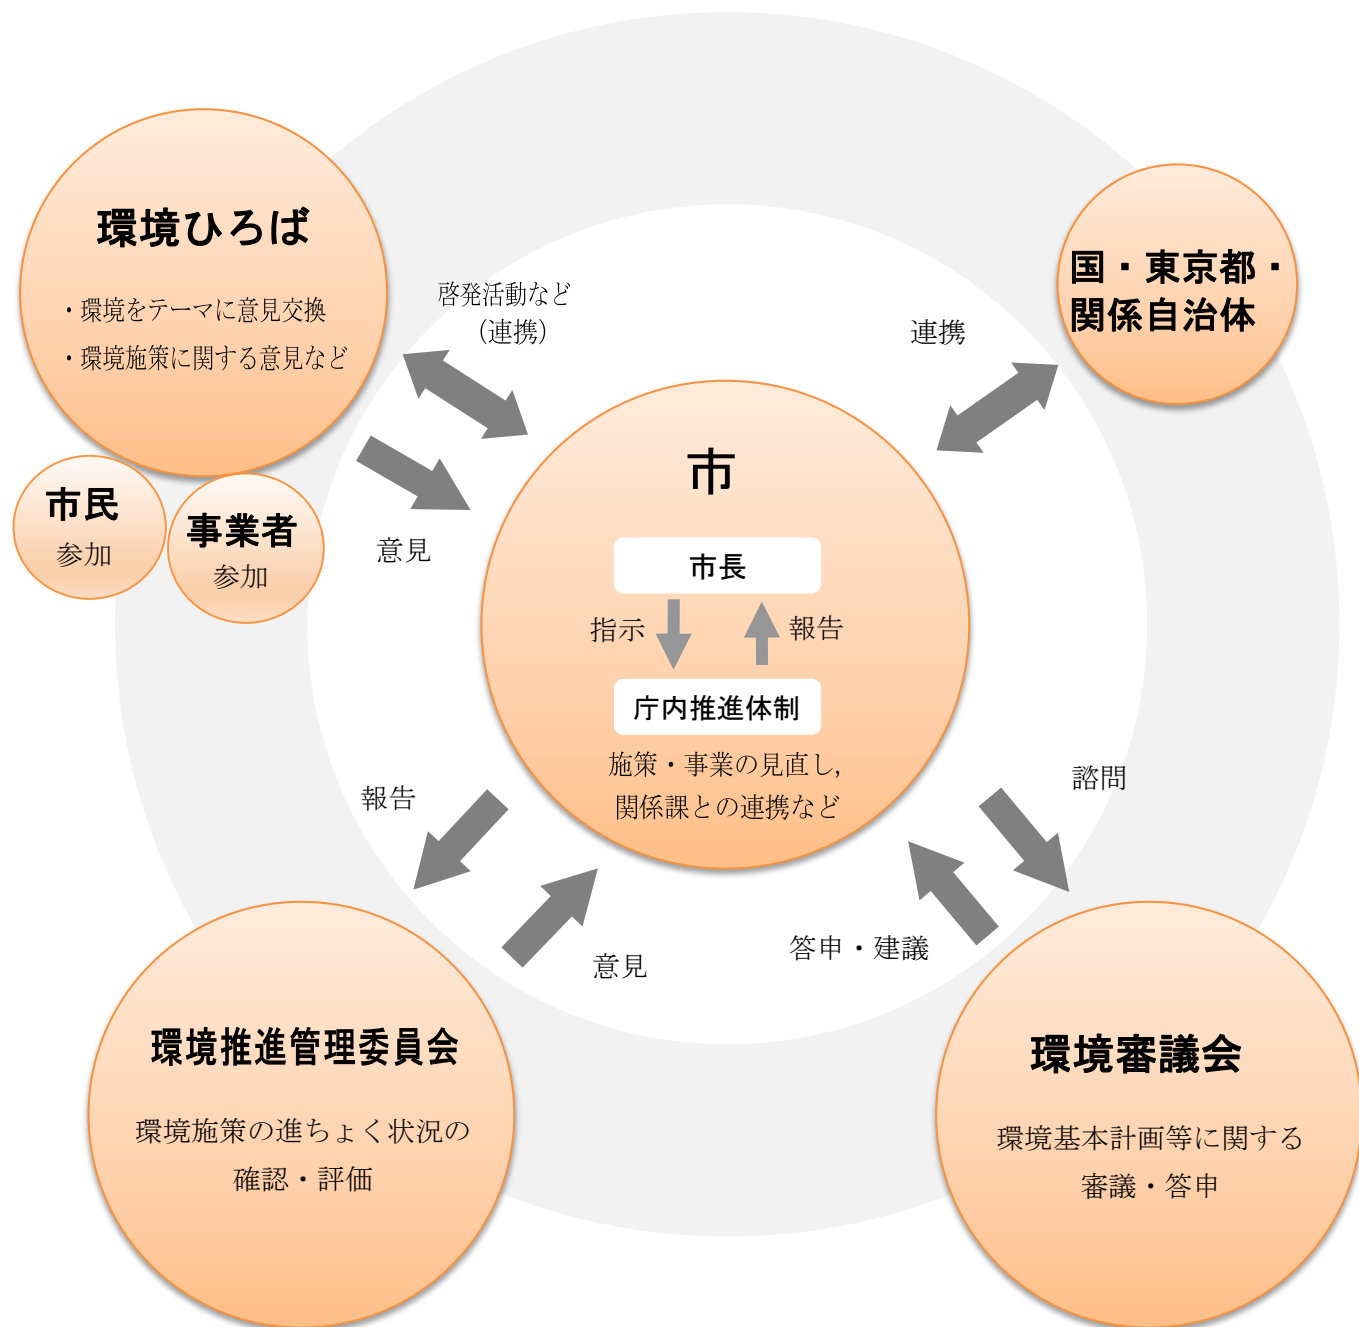 環境ひろば
・環境をテーマに意見交換
・環境施策に関する意見など
市民
参加
事業者
参加
啓発活動など
(連携)
意見
国・東京都・
関係自治体
連携
市
市長
指示
報告
庁内推進体制
施策・事業の見直し,
関係課との連携など
報告
意見
諮問
答申・建議
環境推進管理委員会
環境施策の進ちょく状況の
確認・評価
環境審議会
環境基本計画等に関する
審議・答申